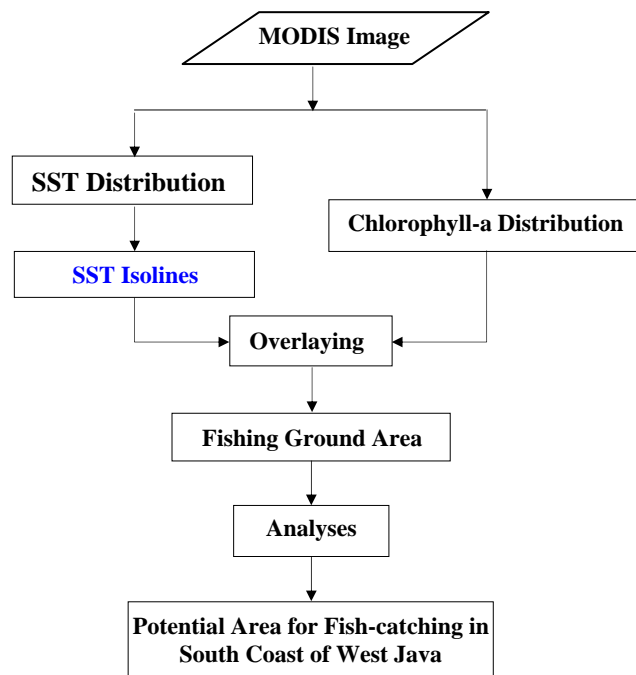 MODIS Image
SST Distribution
Chlorophyll-a Distribution
SST Isolines
Overlaying
Fishing Ground Area
Analyses
Potential Area for Fish-catching in
South Coast of West Java